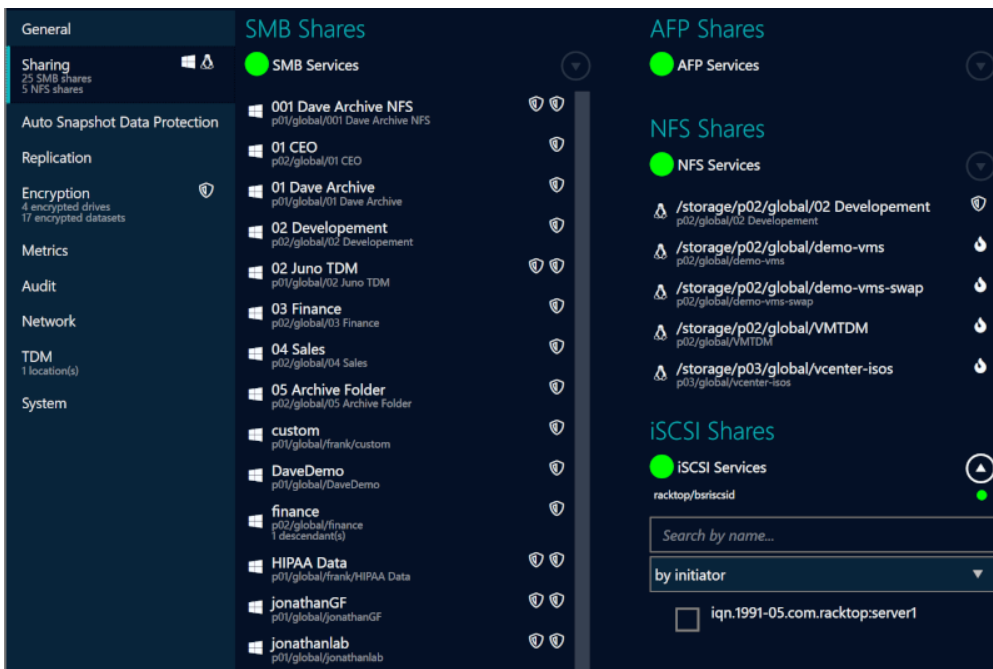 General
Sharing
25 SMB shares
5 NFS shares
Auto Snapshot Data Protection
Replication
Encryption
4 encrypted drives
17 encrypted datasets
Metrics
Audit
Network
TDM
1 location(s)
System
SMB Shares
SMB Services
001 Dave Archive NFS
p01/global/001 Dave Archive NFS
01 CEO
p02/global/01 CEO
01 Dave Archive
p01/global/01 Dave Archive
02 Developement
p02/global/02 Developement
02 Juno TDM
p01/global/02 Juno TDM
03 Finance
p02/global/03 Finance
04 Sales
p02/global/04 Sales
05 Archive Folder
p02/global/05 Archive Folder
custom
p01/global/frank/custom
DaveDemo
p01/global/DaveDemo
finance
p02/global/finance
1 descendant(s)
HIPAA Data
p01/global/frank/HIPAA Data
jonathanGF
p01/global/jonathanGF
jonathanlab
p01/global/jonathanlab
AFP Shares
AFP Services
NFS Shares
NFS Services
/storage/p02/global/02 Developement
p02/global/02 Developement
/storage/p02/global/demo-vms
p02/global/demo-vms
/storage/p02/global/demo-vms-swap
p02/global/demo-vms-swap
/storage/p02/global/VMTDM
p02/global/VMTDM
/storage/p03/global/vcenter-isos
p03/global/vcenter-isos
iSCSI Shares
iSCSI Services
racktop/bsriscsid
Search by name...
by initiator
iqn.1991-05.com.racktop:server1